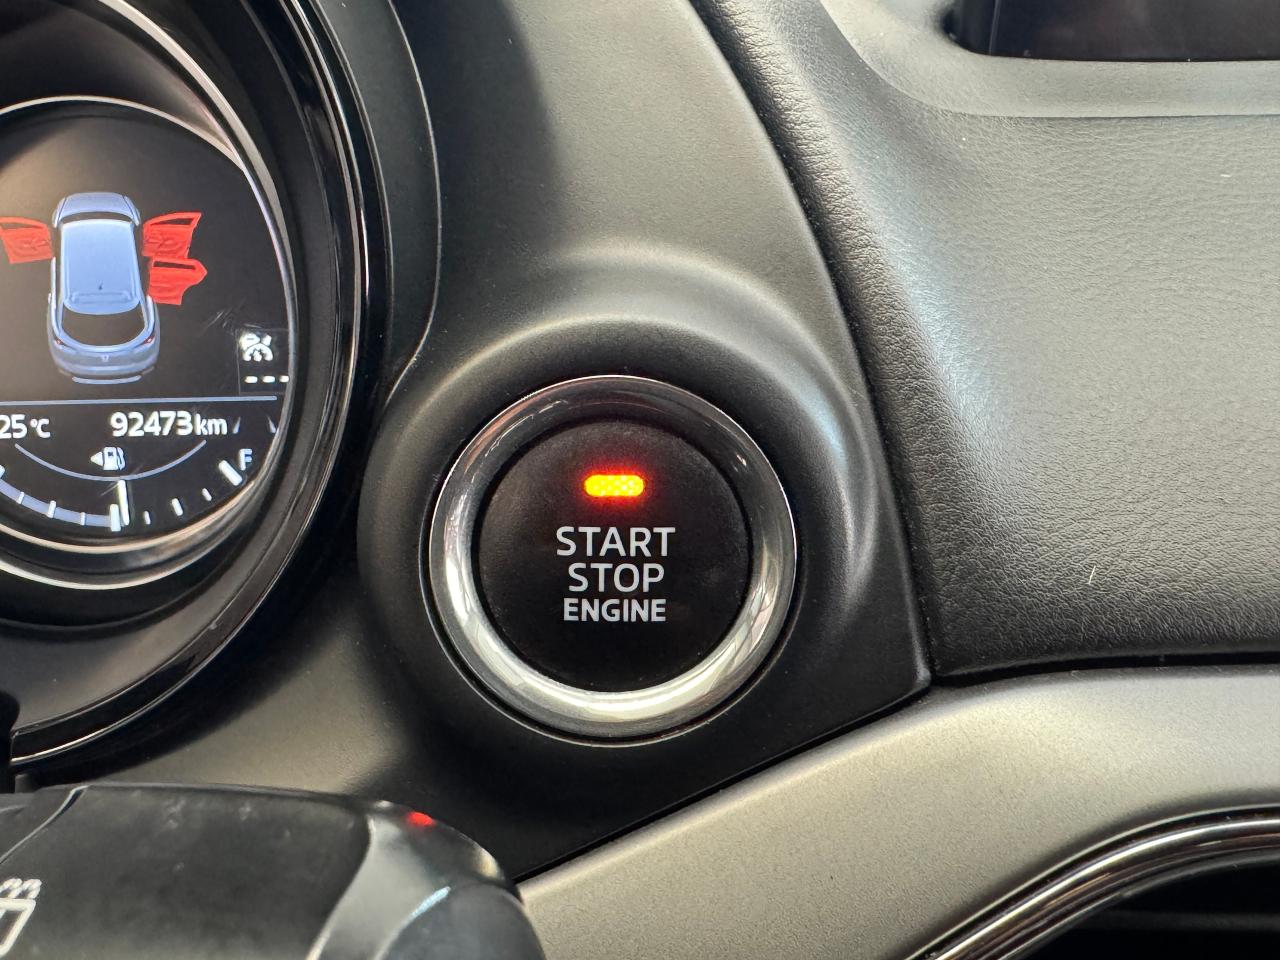 25°C 92473km
F
START
STOP
ENGINE